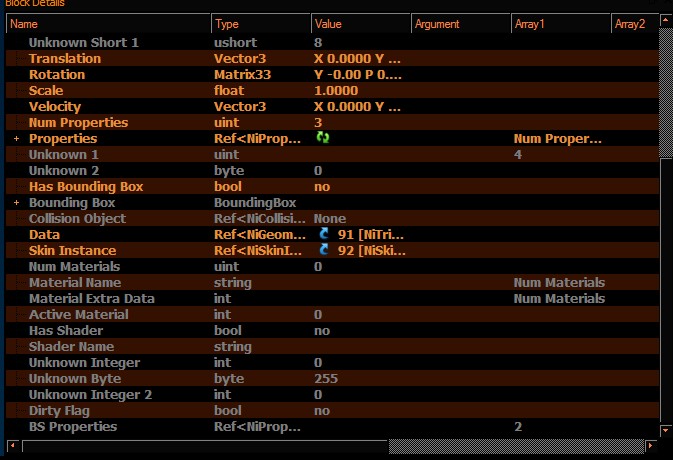 Block Details
Name Type Value Argument Array1 Array2
Unknown Short 1 ushort 8
Translation Vector3 X 0.0000 Y ...
Rotation Matrix33 Y -0.00 P 0....
Scale float 1.0000
Velocity Vector3 X 0.0000 Y ...
Num Properties uint 3
Properties Ref<NiProp... Num Proper...
Unknown 1 uint 4
Unknown 2 byte 0
Has Bounding Box bool no
Bounding Box BoundingBox
Collision Object Ref<NiCollisi... None
Data Ref<NiGeom... 91 [NiTri...
Skin Instance Ref<NiSkinI... 92 [NiSki...
Num Materials uint 0
Material Name string Num Materials
Material Extra Data int Num Materials
Active Material int 0
Has Shader bool no
Shader Name string
Unknown Integer int 0
Unknown Byte byte 255
Unknown Integer 2 int 0
Dirty Flag bool no
BS Properties Ref<NiProp... 2